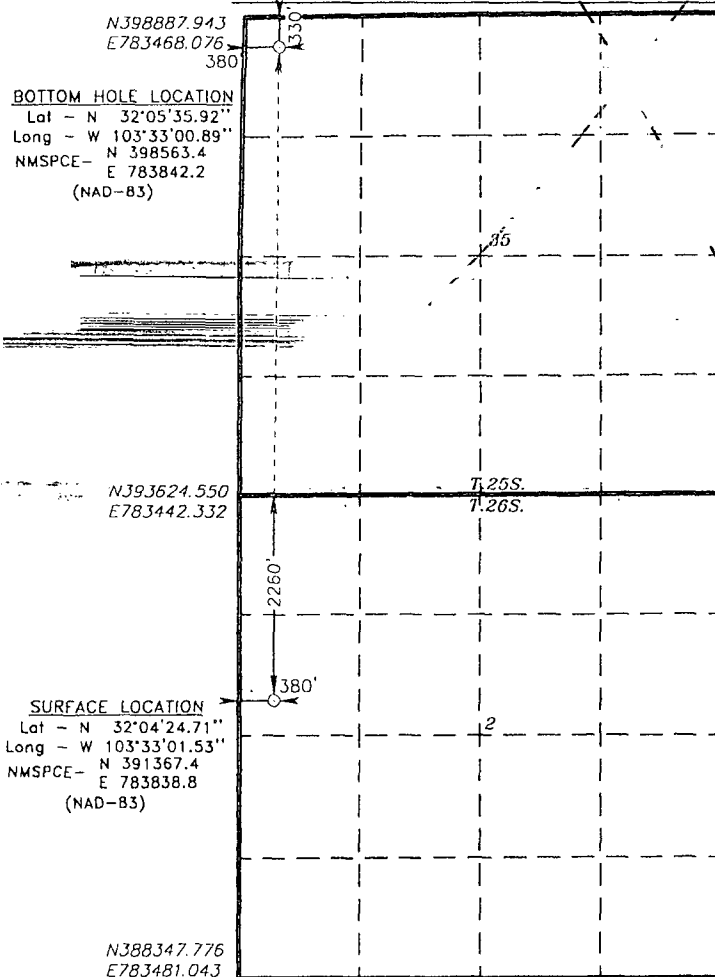 N398887.943
E783468.076
330'
380'
BOTTOM HOLE LOCATION
Lat - N 32°05'35.92"
Long - W 103°33'00.89"
NMSPCE- N 398563.4
E 783842.2
(NAD-83)
35
N393624.550
E783442.332
T.25S.
T.26S.
2260'
380'
SURFACE LOCATION
Lat - N 32°04'24.71"
Long - W 103°33'01.53"
NMSPCE- N 391367.4
E 783838.8
(NAD-83)
2
N388347.776
E783481.043